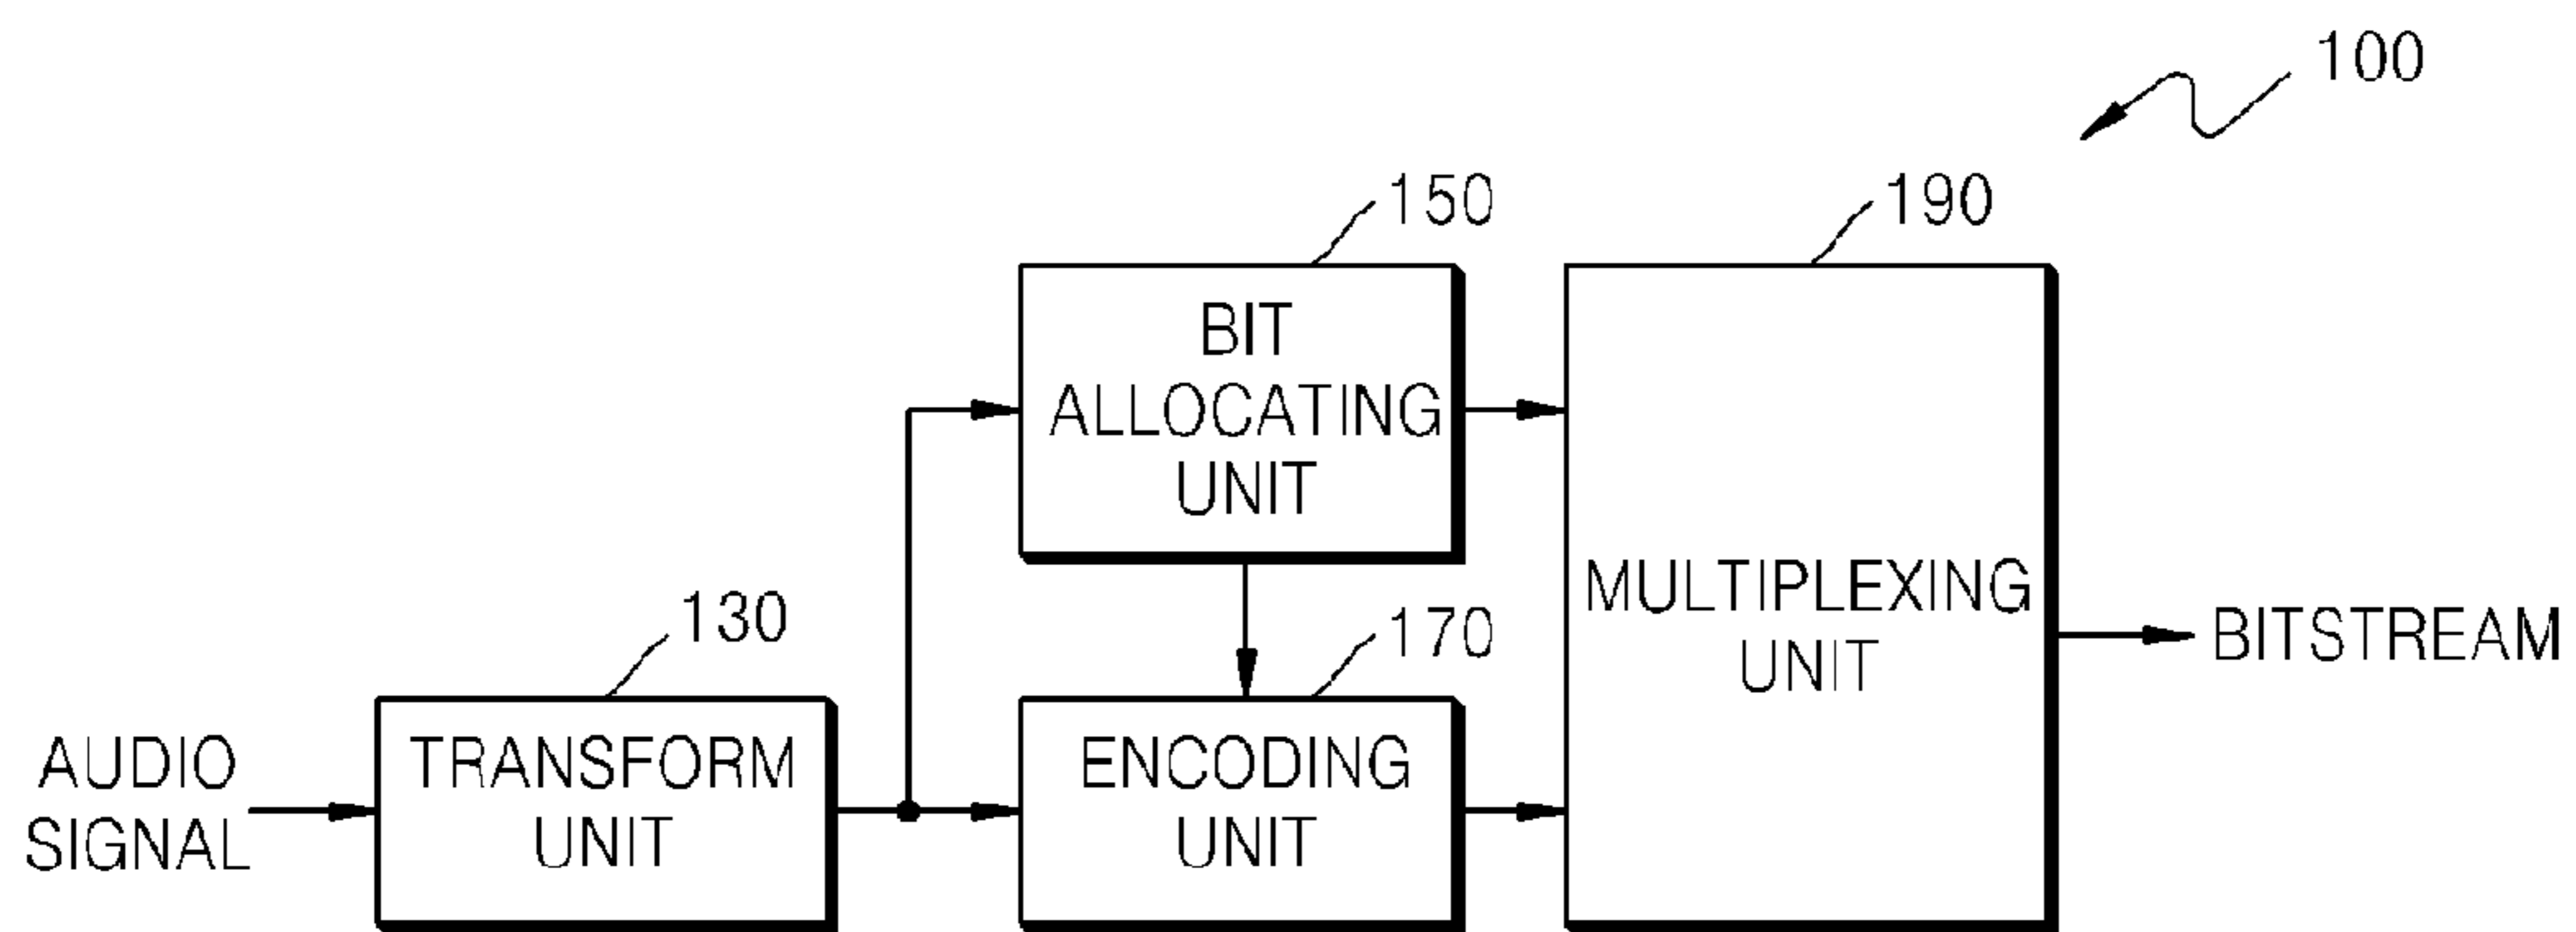 100
150
190
BIT
ALLOCATING
UNIT
130
170
MULTIPLEXING
UNIT
BITSTREAM
AUDIO
SIGNAL
TRANSFORM
UNIT
ENCODING
UNIT